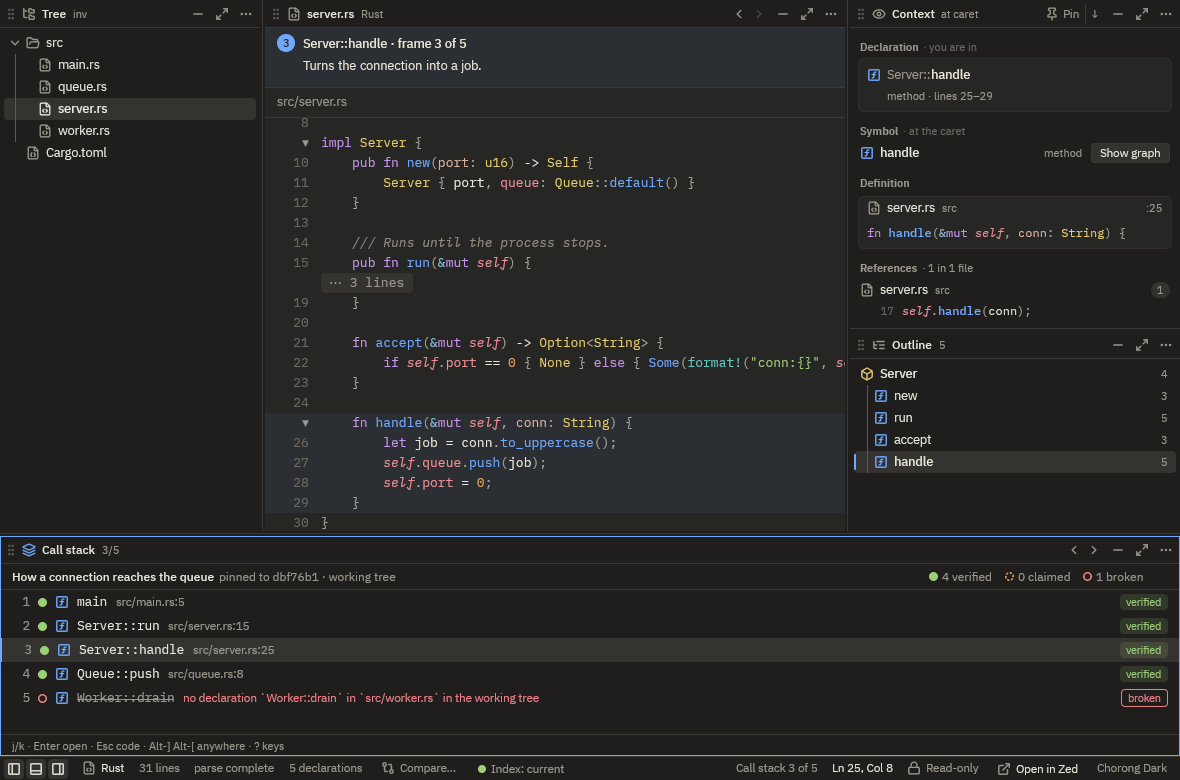 Tree inv
src
main.rs
queue.rs
server.rs
worker.rs
Cargo.toml
server.rs Rust
3 Server::handle · frame 3 of 5
Turns the connection into a job.
src/server.rs
8
impl Server {
10 pub fn new(port: u16) -> Self {
11 Server { port, queue: Queue::default() }
12 }
13
14 /// Runs until the process stops.
15 pub fn run(&mut self) {
··· 3 lines
19 }
20
21 fn accept(&mut self) -> Option<String> {
22 if self.port == 0 { None } else { Some(format!("conn:{}", s
23 }
24
fn handle(&mut self, conn: String) {
26 let job = conn.to_uppercase();
27 self.queue.push(job);
28 self.port = 0;
29 }
30 }
Context at caret
Pin
Declaration · you are in
Server::handle
method · lines 25–29
Symbol · at the caret
handle method Show graph
Definition
server.rs src :25
fn handle(&mut self, conn: String) {
References · 1 in 1 file
server.rs src 1
17 self.handle(conn);
Outline 5
Server 4
new 3
run 5
accept 3
handle 5
Call stack 3/5
How a connection reaches the queue pinned to dbf76b1 · working tree
4 verified 0 claimed 1 broken
1 main src/main.rs:5 verified
2 Server::run src/server.rs:15 verified
3 Server::handle src/server.rs:25 verified
4 Queue::push src/queue.rs:8 verified
5 Worker::drain no declaration `Worker::drain` in `src/worker.rs` in the working tree broken
j/k · Enter open · Esc code · Alt-] Alt-[ anywhere · ? keys
Rust 31 lines parse complete 5 declarations Compare... Index: current Call stack 3 of 5 Ln 25, Col 8 Read-only Open in Zed Chorong Dark